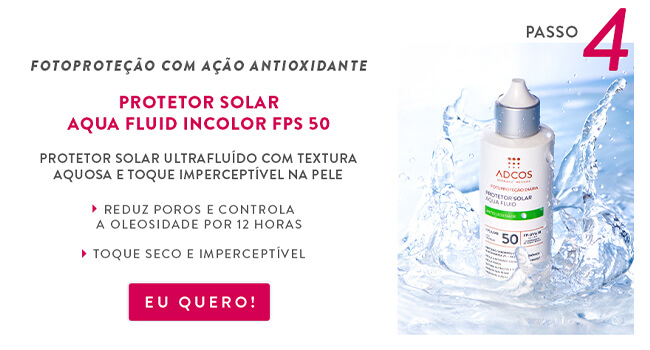 PASSO 4
FOTOPROTEÇÃO COM AÇÃO ANTIOXIDANTE
PROTETOR SOLAR
AQUA FLUID INCOLOR FPS 50
PROTETOR SOLAR ULTRAFLUÍDO COM TEXTURA
AQUOSA E TOQUE IMPERCEPTÍVEL NA PELE
REDUZ POROS E CONTROLA
A OLEOSIDADE POR 12 HORAS
TOQUE SECO E IMPERCEPTÍVEL
EU QUERO!
ADCOS
FOTOPROTEÇÃO DIÁRIA
PROTETOR SOLAR
AQUA FLUID
50